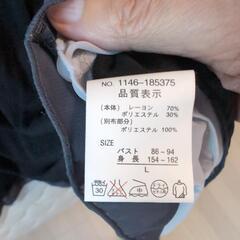 NO. 1146-185375
品質表示
(本体) レーヨン 70%
ポリエステル 30%
(別布部分)
ポリエステル 100%
SIZE
バスト 86~94
身長 154~162
L
30